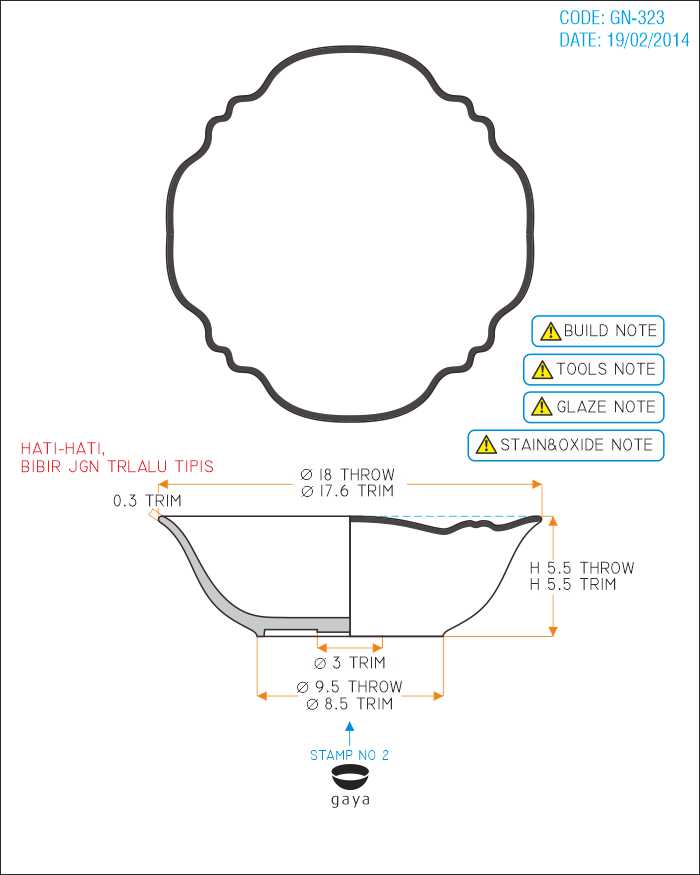 CODE: GN-323
DATE: 19/02/2014
BUILD NOTE
TOOLS NOTE
GLAZE NOTE
STAIN&OXIDE NOTE
HATI-HATI,
BIBIR JGN TRLALU TIPIS
Ø 18 THROW
Ø 17.6 TRIM
0.3 TRIM
H 5.5 THROW
H 5.5 TRIM
Ø 3 TRIM
Ø 9.5 THROW
Ø 8.5 TRIM
STAMP NO 2
gaya